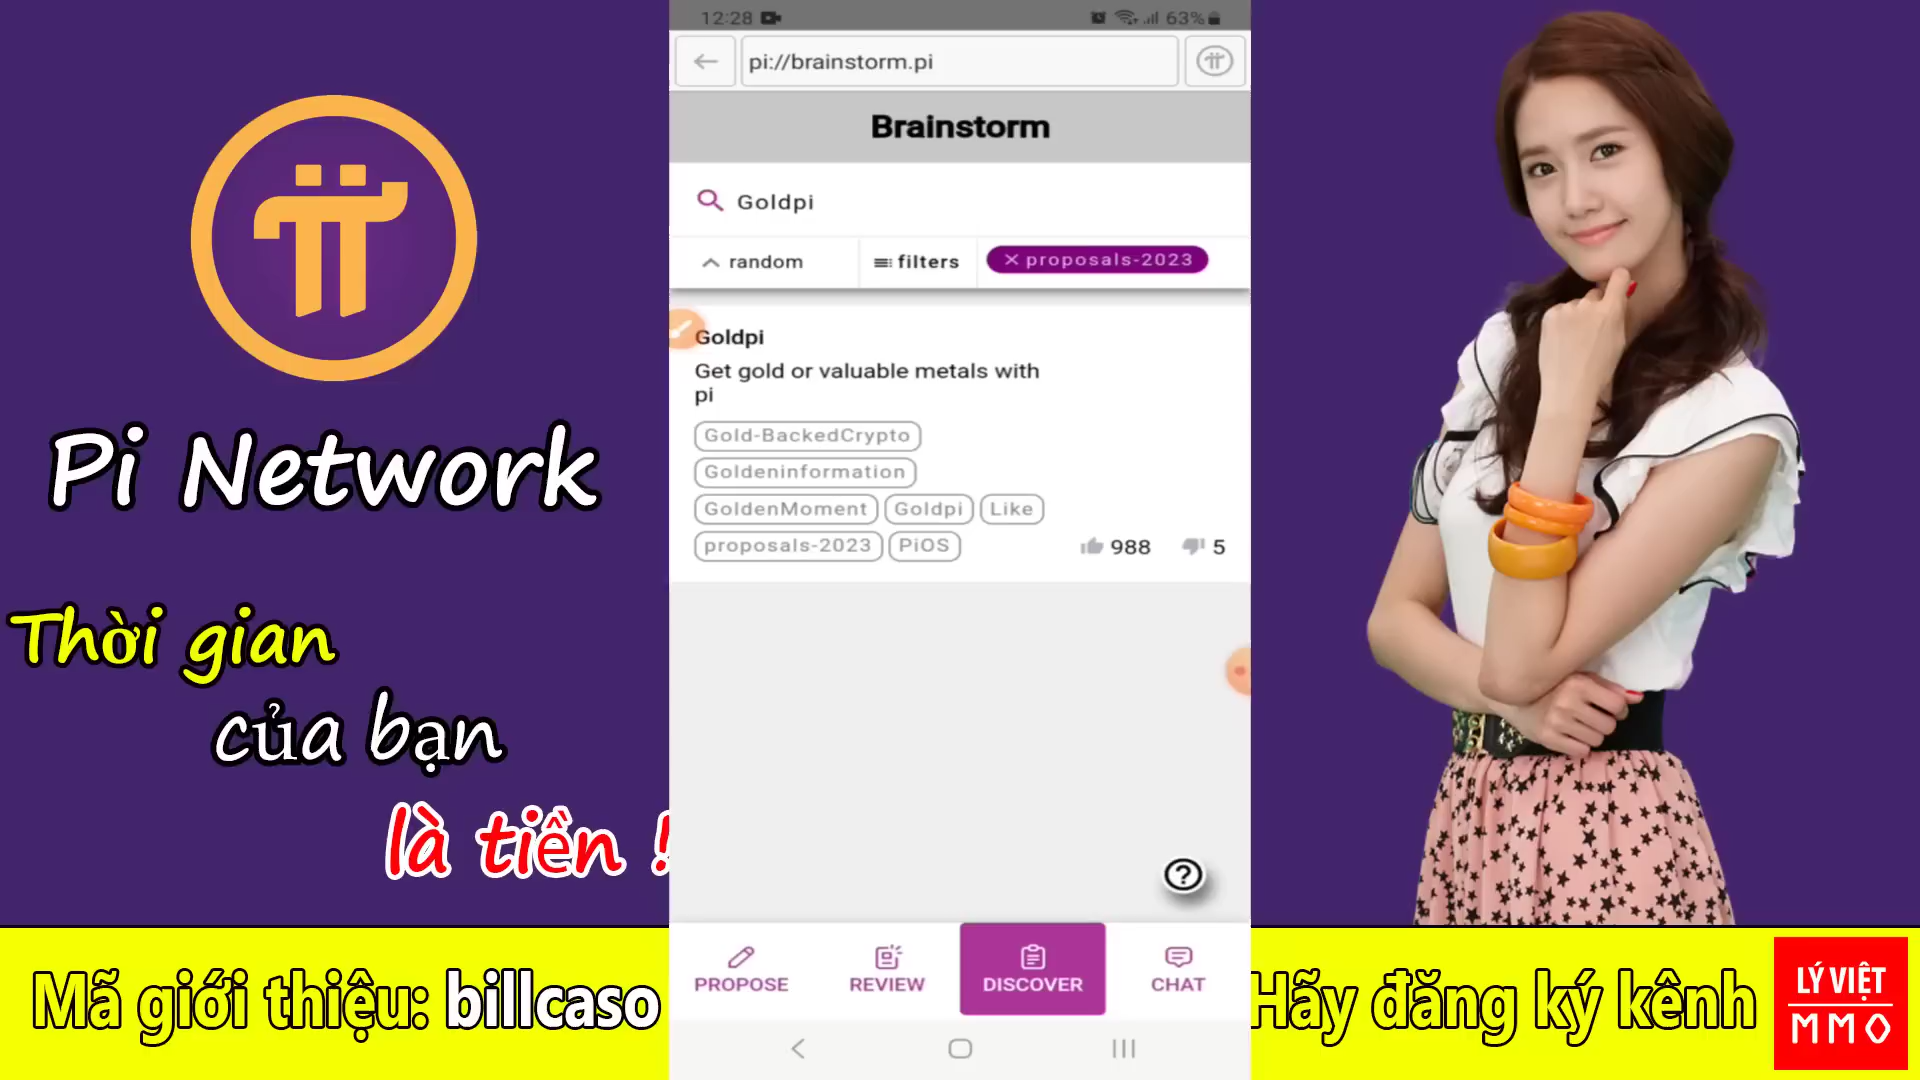 Pi Network
Thời gian
của bạn
là tiền !
Mã giới thiệu: billcaso
12:28
63%
pi://brainstorm.pi
Brainstorm
Goldpi
random
filters
proposals-2023
Goldpi
Get gold or valuable metals with
pi
Gold-BackedCrypto
Goldeninformation
GoldenMoment Goldpi Like
proposals-2023 PiOS
988 5
PROPOSE REVIEW DISCOVER CHAT
Hãy đăng ký kênh
LÝ VIỆT
MMO